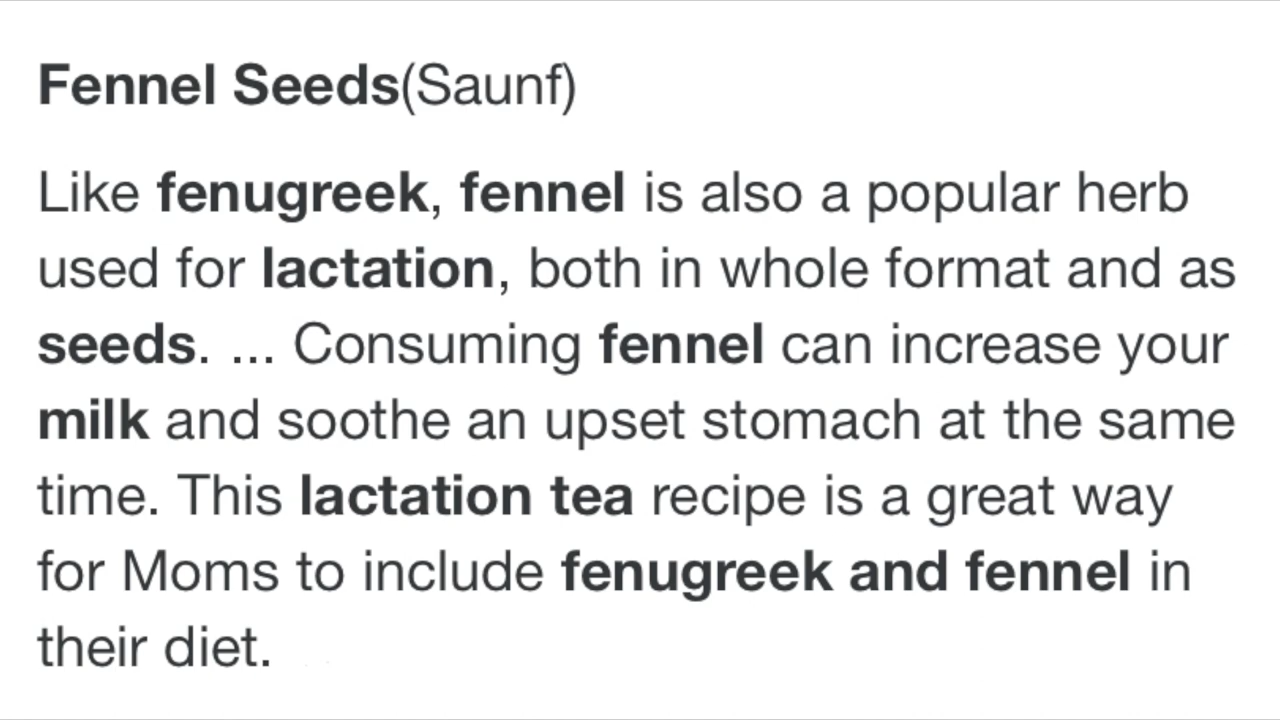 Fennel Seeds(Saunf)
Like fenugreek, fennel is also a popular herb
used for lactation, both in whole format and as
seeds. ... Consuming fennel can increase your
milk and soothe an upset stomach at the same
time. This lactation tea recipe is a great way
for Moms to include fenugreek and fennel in
their diet.